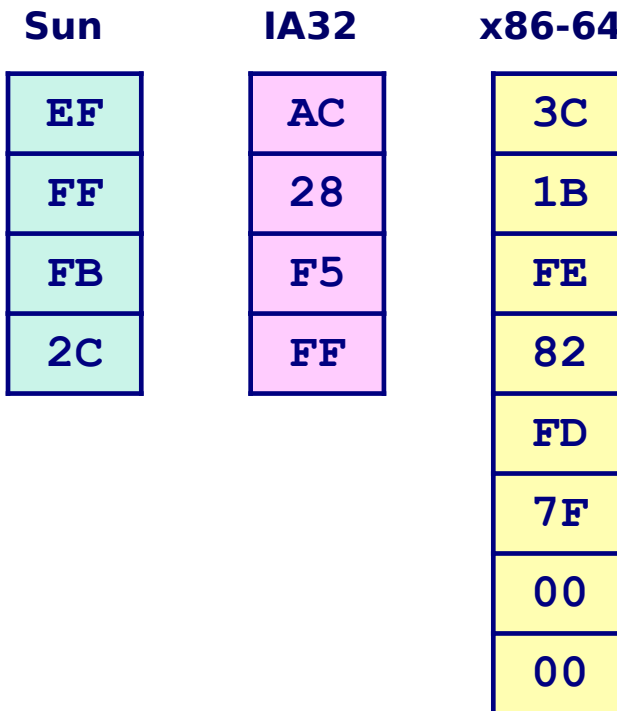 Sun IA32 x86-64
EF AC 3C
FF 28 1B
FB F5 FE
2C FF 82
FD
7F
00
00